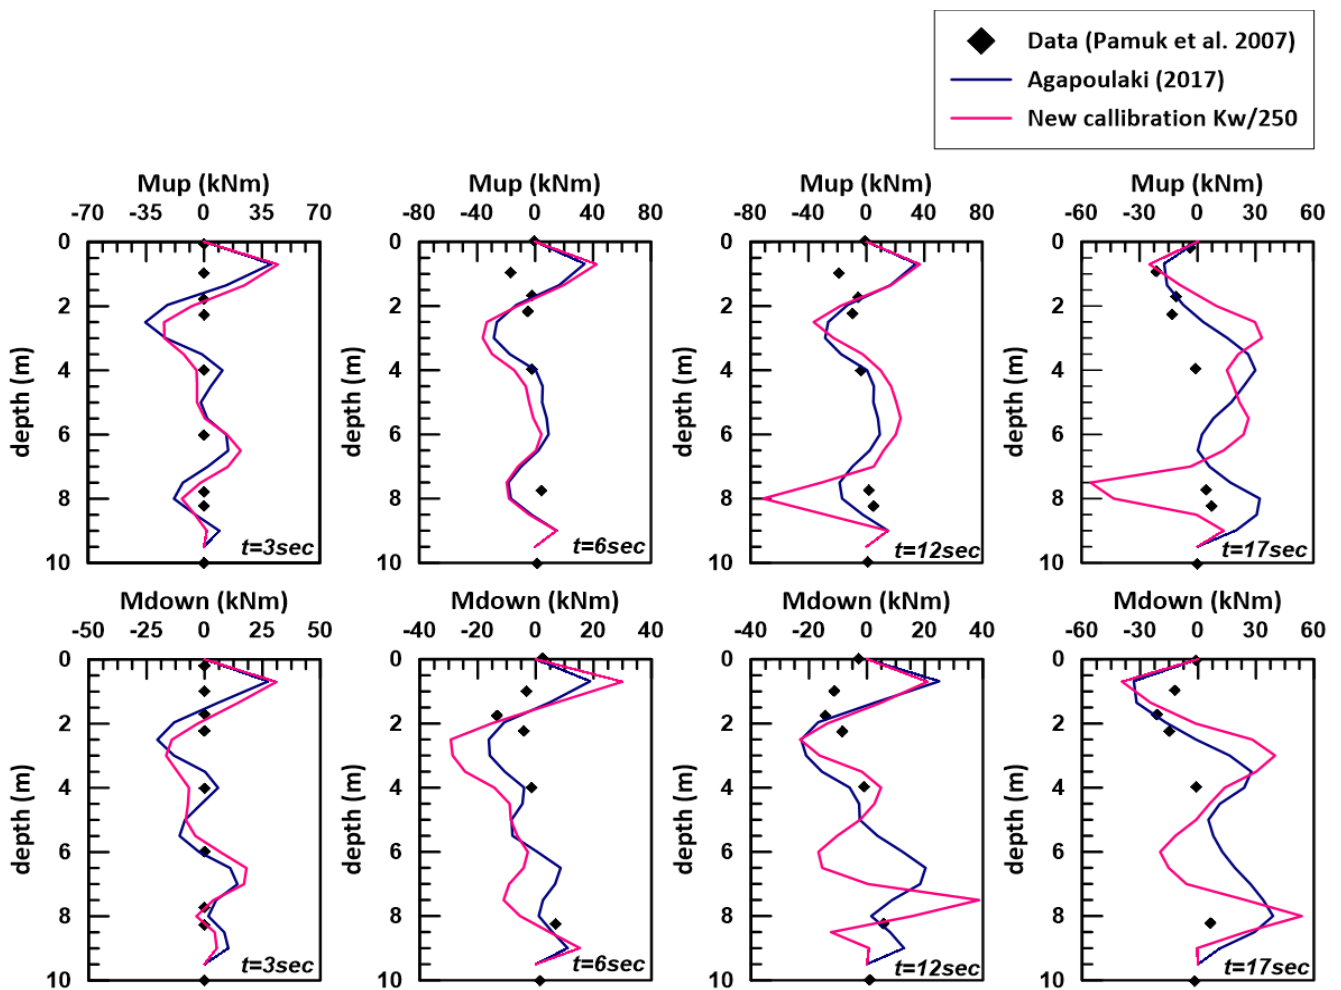 Data (Pamuk et al. 2007)
Agapoulaki (2017)
New callibration Kw/250
Mup (kNm) Mup (kNm) Mup (kNm) Mup (kNm)
-70 -35 0 35 70 -80 -40 0 40 80 -80 -40 0 40 80 -60 -30 0 30 60
0 0 0 0
2 2 2 2
4 4 4 4
6 6 6 6
8 8 8 8
10 10 10 10
depth (m) depth (m) depth (m) depth (m)
t=3sec t=6sec t=12sec t=17sec
Mdown (kNm) Mdown (kNm) Mdown (kNm) Mdown (kNm)
-50 -25 0 25 50 -40 -20 0 20 40 -40 -20 0 20 40 -60 -30 0 30 60
0 0 0 0
2 2 2 2
4 4 4 4
6 6 6 6
8 8 8 8
10 10 10 10
depth (m) depth (m) depth (m) depth (m)
t=3sec t=6sec t=12sec t=17sec